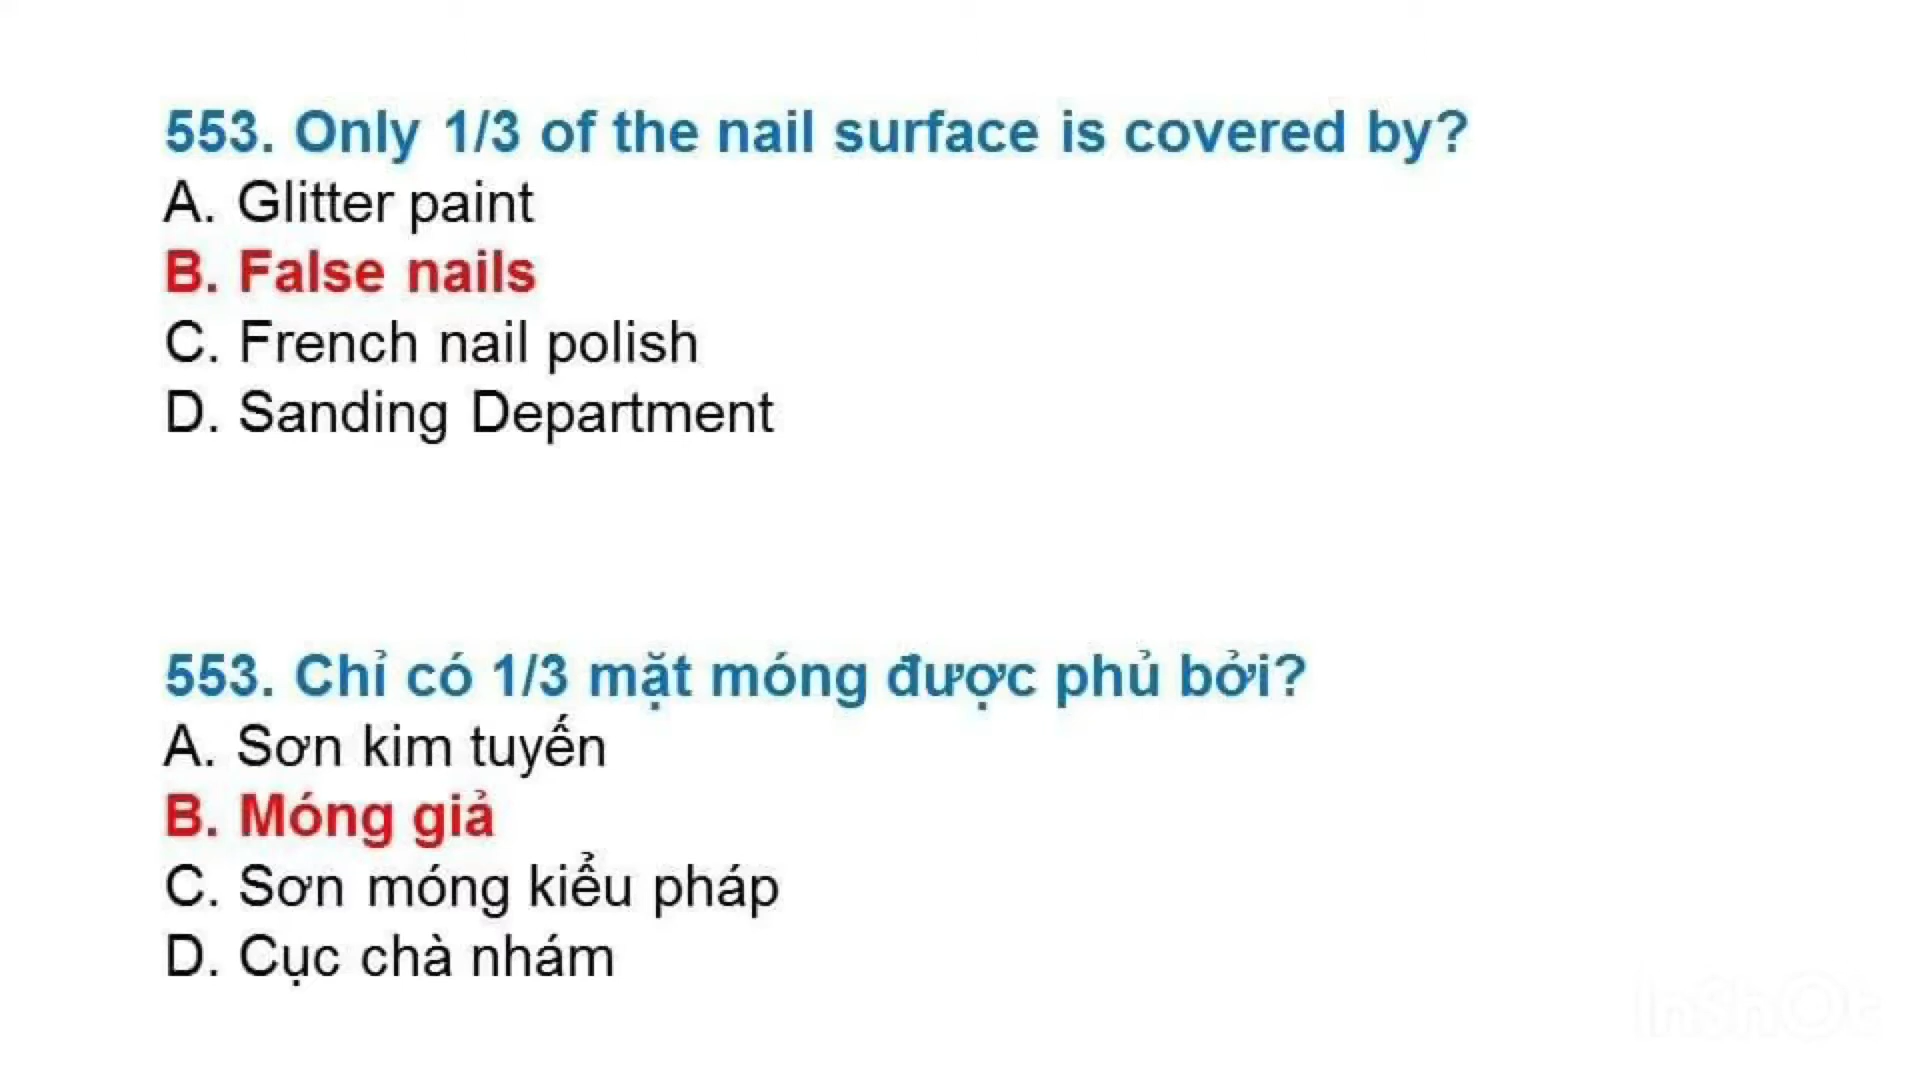 553. Only 1/3 of the nail surface is covered by?
A. Glitter paint
B. False nails
C. French nail polish
D. Sanding Department
553. Chỉ có 1/3 mặt móng được phủ bởi?
A. Sơn kim tuyến
B. Móng giả
C. Sơn móng kiểu pháp
D. Cục chà nhám
InShOt